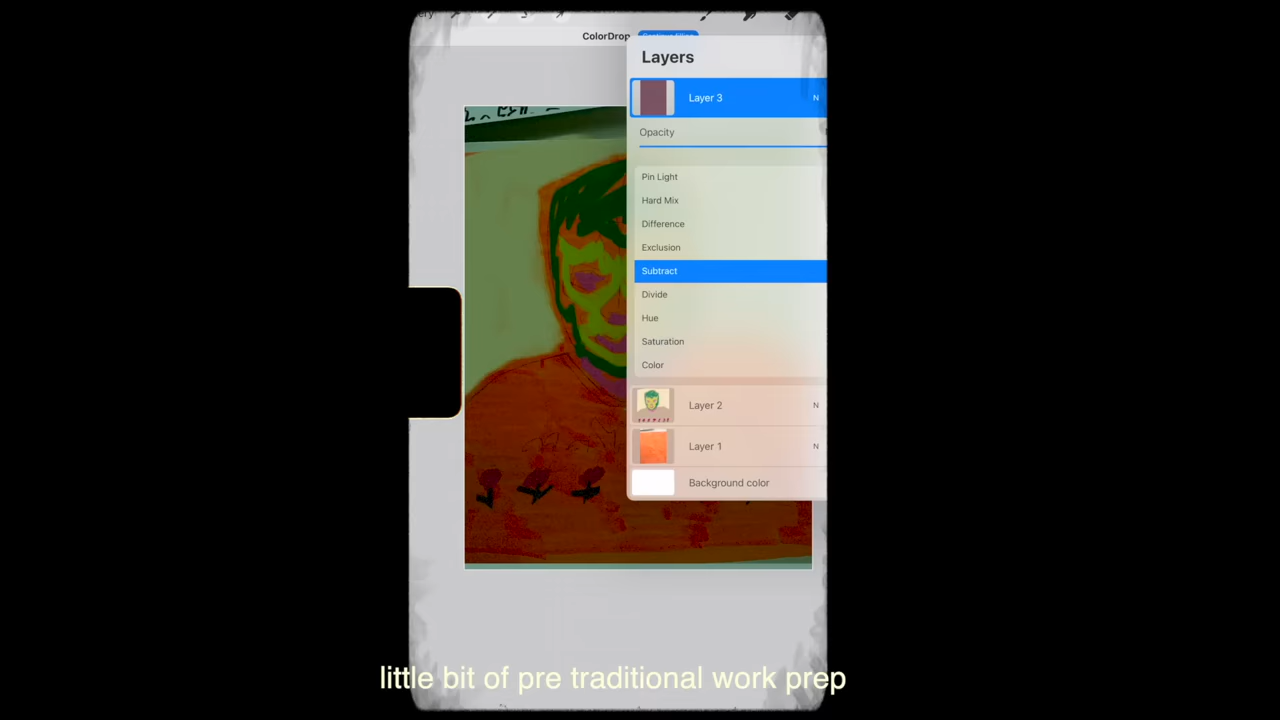 ColorDrop
Layers
Layer 3 N
Opacity
Pin Light
Hard Mix
Difference
Exclusion
Subtract
Divide
Hue
Saturation
Color
Layer 2 N
Layer 1 N
Background color
little bit of pre traditional work prep